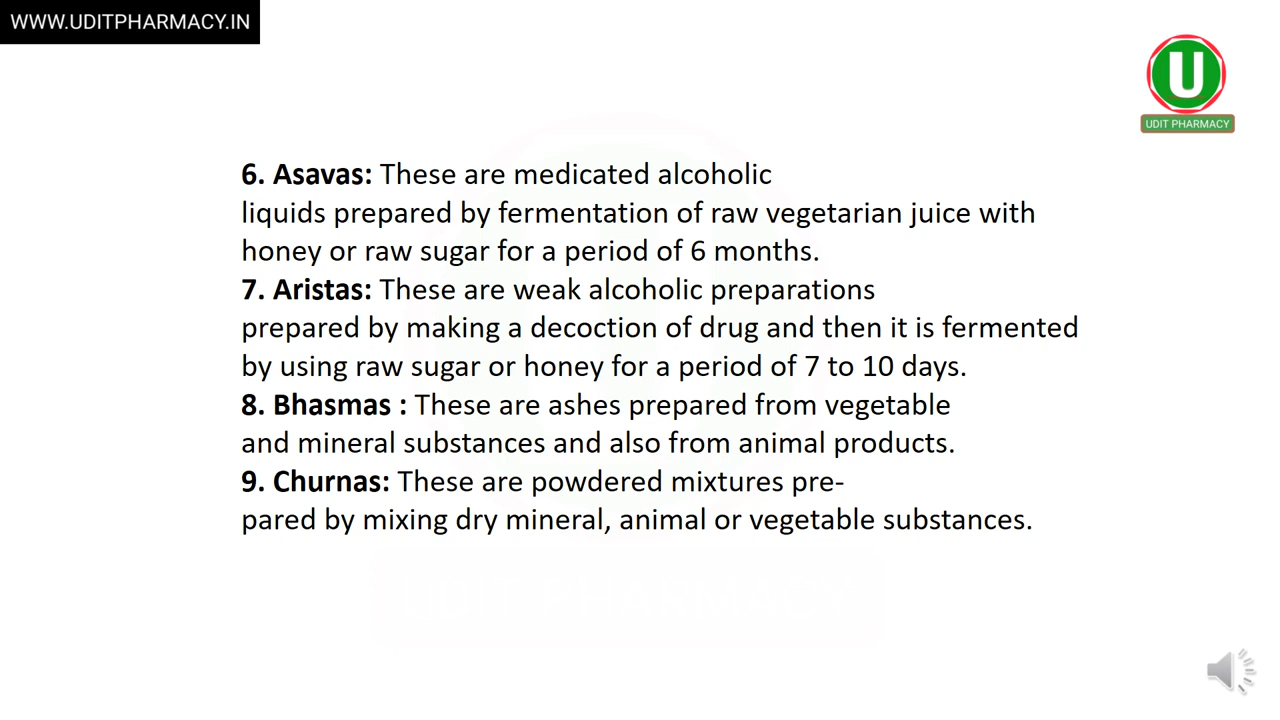 WWW.UDITPHARMACY.IN
U
UDIT PHARMACY
6. Asavas: These are medicated alcoholic
liquids prepared by fermentation of raw vegetarian juice with
honey or raw sugar for a period of 6 months.
7. Aristas: These are weak alcoholic preparations
prepared by making a decoction of drug and then it is fermented
by using raw sugar or honey for a period of 7 to 10 days.
8. Bhasmas : These are ashes prepared from vegetable
and mineral substances and also from animal products.
9. Churnas: These are powdered mixtures pre-
pared by mixing dry mineral, animal or vegetable substances.
UDIT PHARMACY